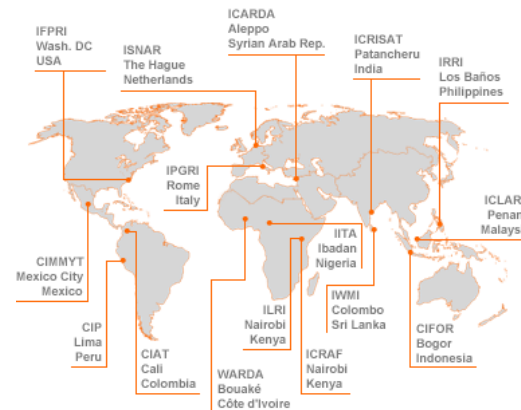 ICARDA
Aleppo
Syrian Arab Rep.
IFPRI
Wash. DC
USA
ISNAR
The Hague
Netherlands
ICRISAT
Patancheru
India
IRRI
Los Baños
Philippines
IPGRI
Rome
Italy
ICLAR
Penan
Malays
IITA
Ibadan
Nigeria
CIMMYT
Mexico City
Mexico
ILRI
Nairobi
Kenya
IWMI
Colombo
Sri Lanka
CIP
Lima
Peru
CIAT
Cali
Colombia
WARDA
Bouaké
Côte d'Ivoire
ICRAF
Nairobi
Kenya
CIFOR
Bogor
Indonesia